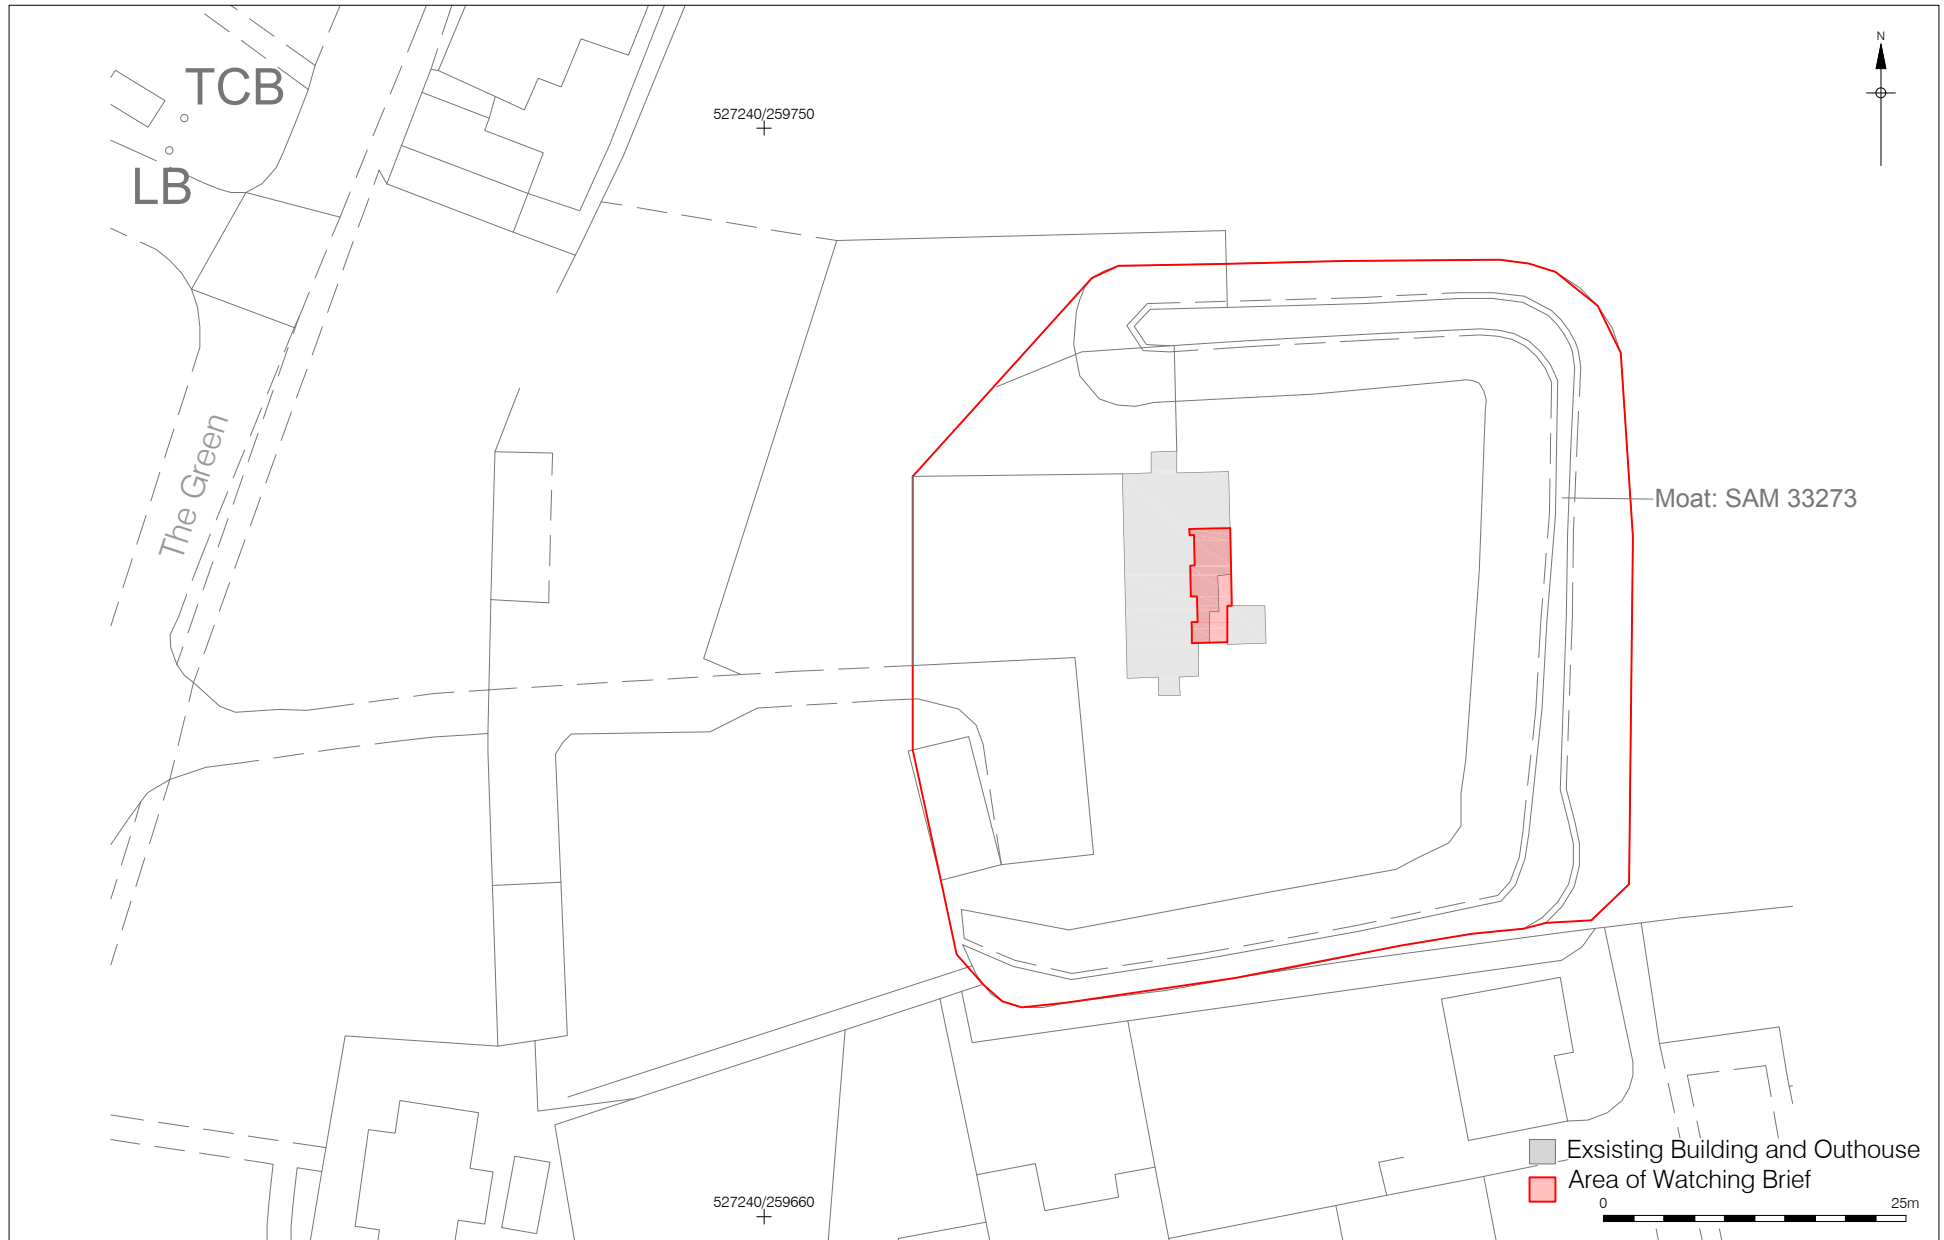 N
TCB
527240/259750
LB
The Green
Moat: SAM 33273
Exsisting Building and Outhouse
Area of Watching Brief
527240/259660
0
25m